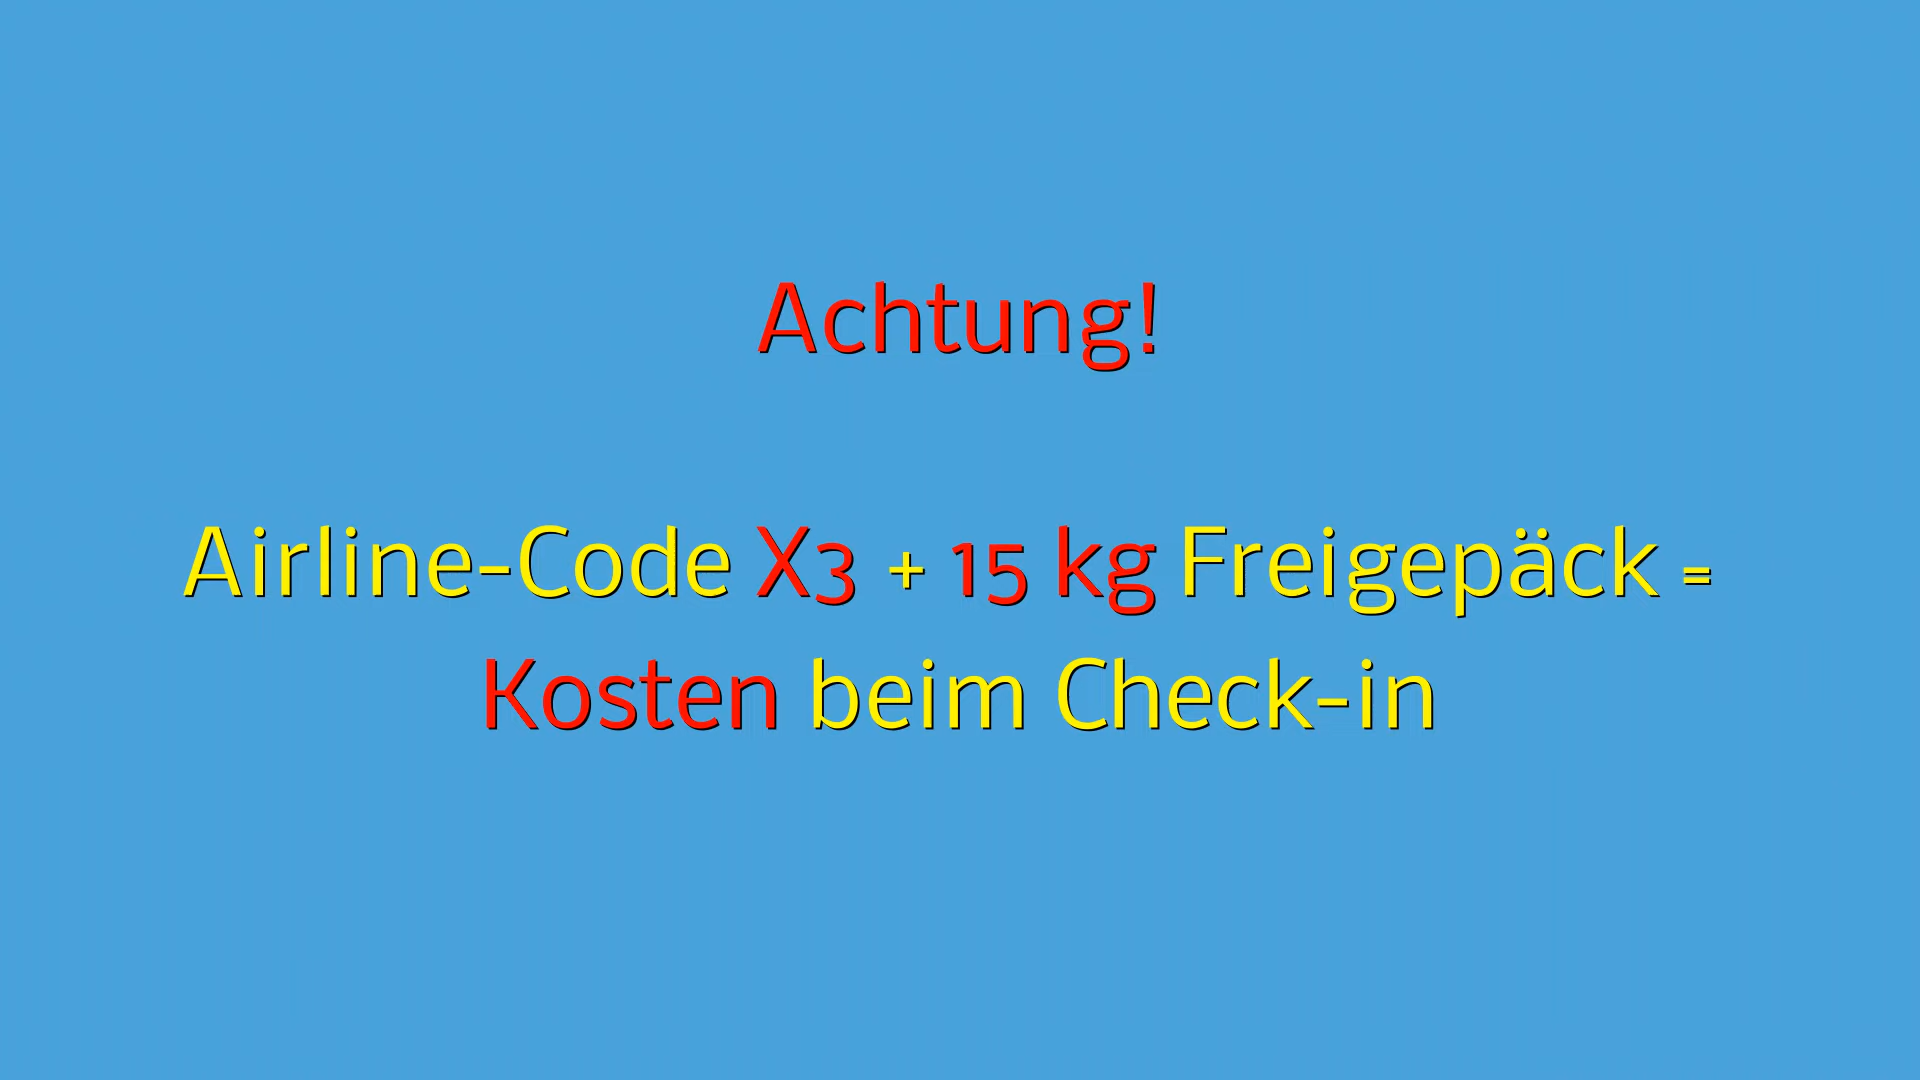 Achtung!
Airline-Code X3 + 15 kg Freigepäck =
Kosten beim Check-in